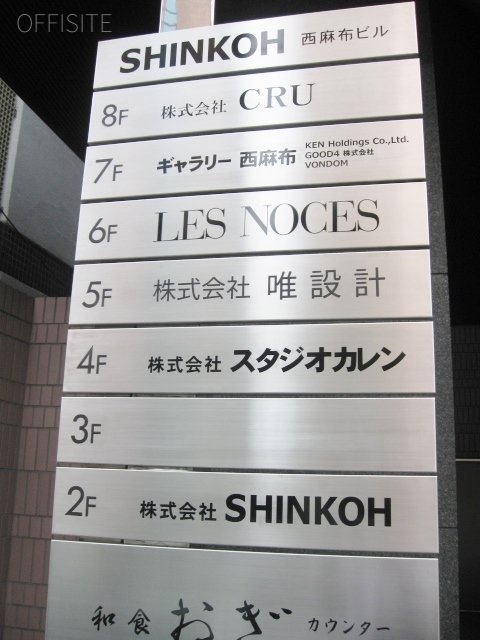 OFFISITE
SHINKOH 西麻布ビル
8F 株式会社 CRU
7F ギャラリー 西麻布 KEN Holdings Co.,Ltd.
GOOD4 株式会社
VONDOM
6F LES NOCES
5F 株式会社 唯設計
4F 株式会社 スタジオカレン
3F
2F 株式会社 SHINKOH
和食 おぎ カウンター